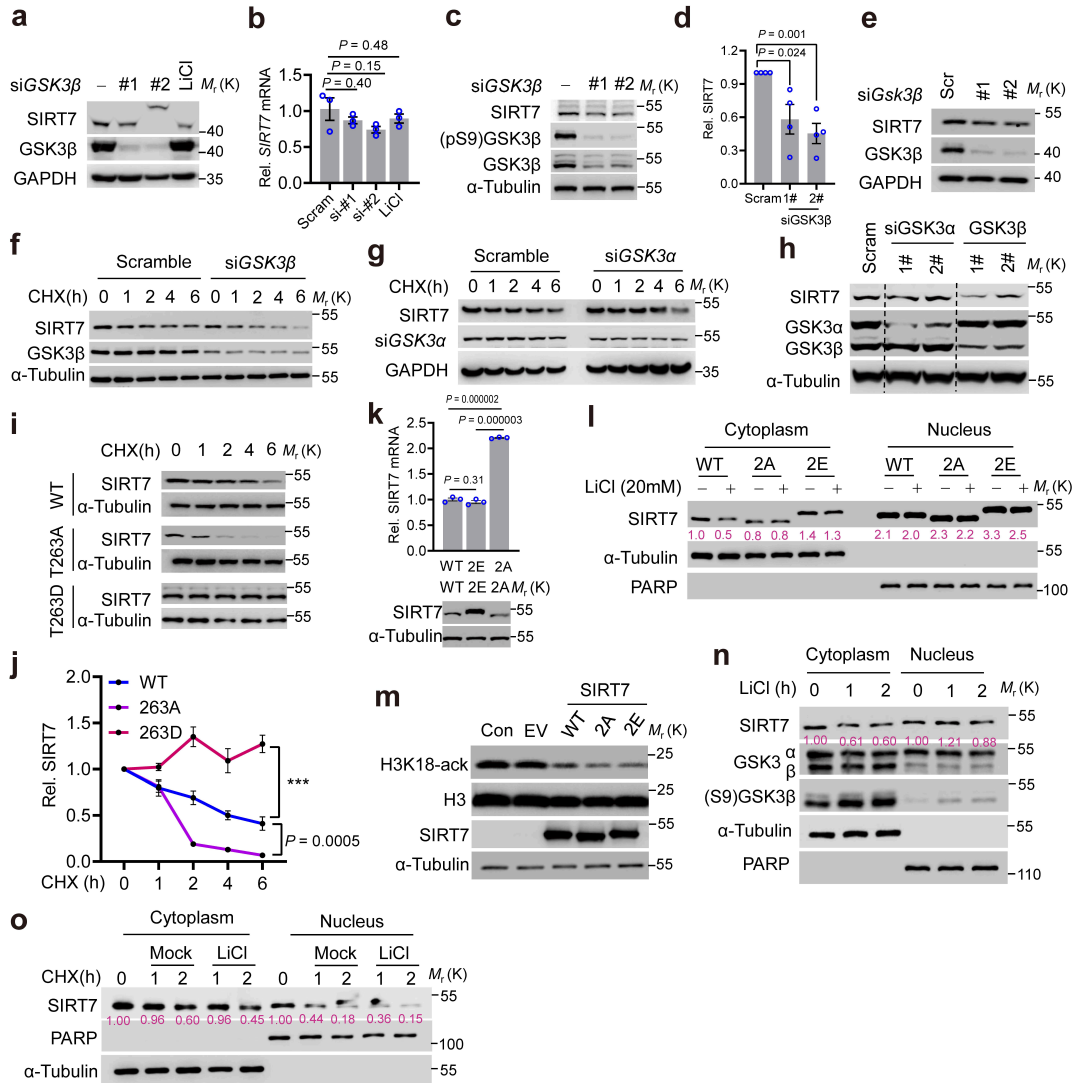 a
siGSK3β – #1 #2 LiCl Mr (K)
SIRT7
40
GSK3β
40
GAPDH
35
b
P = 0.48
P = 0.15
P = 0.40
Rel. SIRT7 mRNA
1.5
1.0
0.5
0.0
Scram si-#1 si-#2 LiCl
c
siGSK3β – #1 #2 Mr (K)
SIRT7 55
(pS9)GSK3β 55
GSK3β 55
α-Tubulin 55
d
P = 0.001
P = 0.024
Rel. SIRT7
1.2
0.9
0.6
0.3
0.0
Scram 1# 2#
siGSK3β
e
siGsk3β Scr #1 #2 Mr (K)
SIRT7 55
GSK3β 40
GAPDH 40
f
Scramble siGSK3β
CHX(h) 0 1 2 4 6 0 1 2 4 6 Mr (K)
55
SIRT7
55
GSK3β
α-Tubulin 55
g
Scramble siGSK3α
CHX(h) 0 1 2 4 6 0 1 2 4 6 Mr (K)
55
SIRT7
siGSK3α 55
GAPDH 35
h
Scram siGSK3α GSK3β
1# 2# 1# 2# Mr (K)
SIRT7 55
GSK3α 55
GSK3β
α-Tubulin 55
i
CHX(h) 0 1 2 4 6 Mr (K)
WT
SIRT7 55
α-Tubulin 55
T263A
SIRT7 55
α-Tubulin 55
T263D
SIRT7 55
α-Tubulin 55
k
P = 0.000002
P = 0.000003
P = 0.31
Rel. SIRT7 mRNA
2.5
2.0
1.5
1.0
0.5
0.0
WT 2E 2A
WT 2E 2A Mr (K)
SIRT7 55
α-Tubulin 55
l
Cytoplasm Nucleus
WT 2A 2E WT 2A 2E
LiCl (20mM) – + – + – + – + – + – + Mr (K)
SIRT7 55
1.0 0.5 0.8 0.8 1.4 1.3 2.1 2.0 2.3 2.2 3.3 2.5
α-Tubulin 55
PARP 100
j
Rel. SIRT7
2.0
1.5
1.0
0.5
0.0
WT
263A
263D
***
P = 0.0005
CHX (h) 0 1 2 4 6
m
SIRT7
Con EV WT 2A 2E Mr (K)
25
H3K18-ack
H3 25
SIRT7 55
α-Tubulin 55
n
Cytoplasm Nucleus
LiCl (h) 0 1 2 0 1 2 Mr (K)
SIRT7 55
1.00 0.61 0.60 1.00 1.21 0.88
GSK3 α β 55
(S9)GSK3β 55
α-Tubulin 55
PARP 110
o
Cytoplasm Nucleus
Mock LiCl Mock LiCl
CHX(h) 0 1 2 1 2 0 1 2 1 2 Mr (K)
SIRT7 55
1.00 0.96 0.60 0.96 0.45 1.00 0.44 0.18 0.36 0.15
PARP 100
α-Tubulin 55